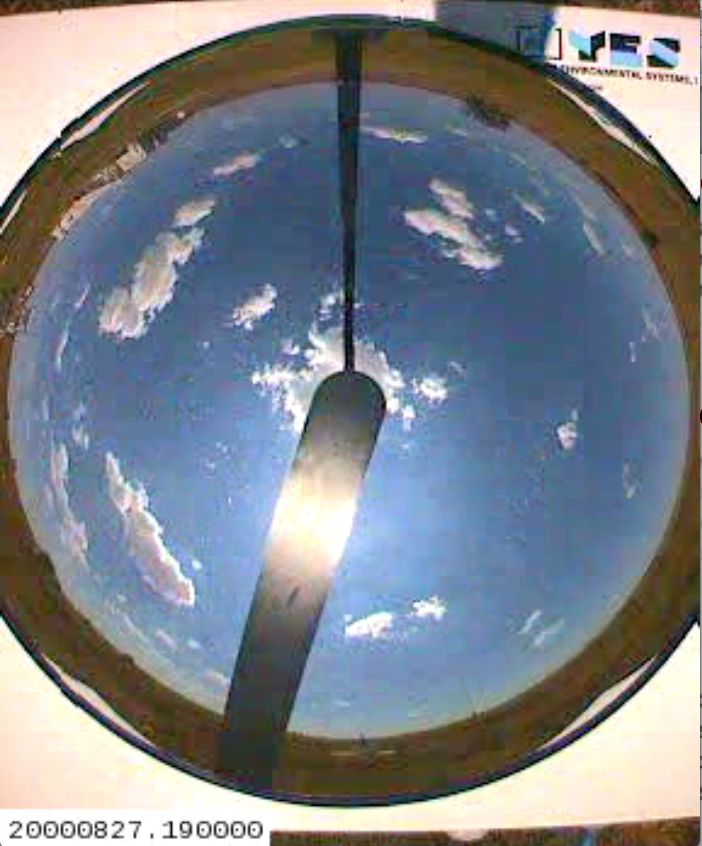 YES
ENVIRONMENTAL SYSTEMS, I
20000827.190000